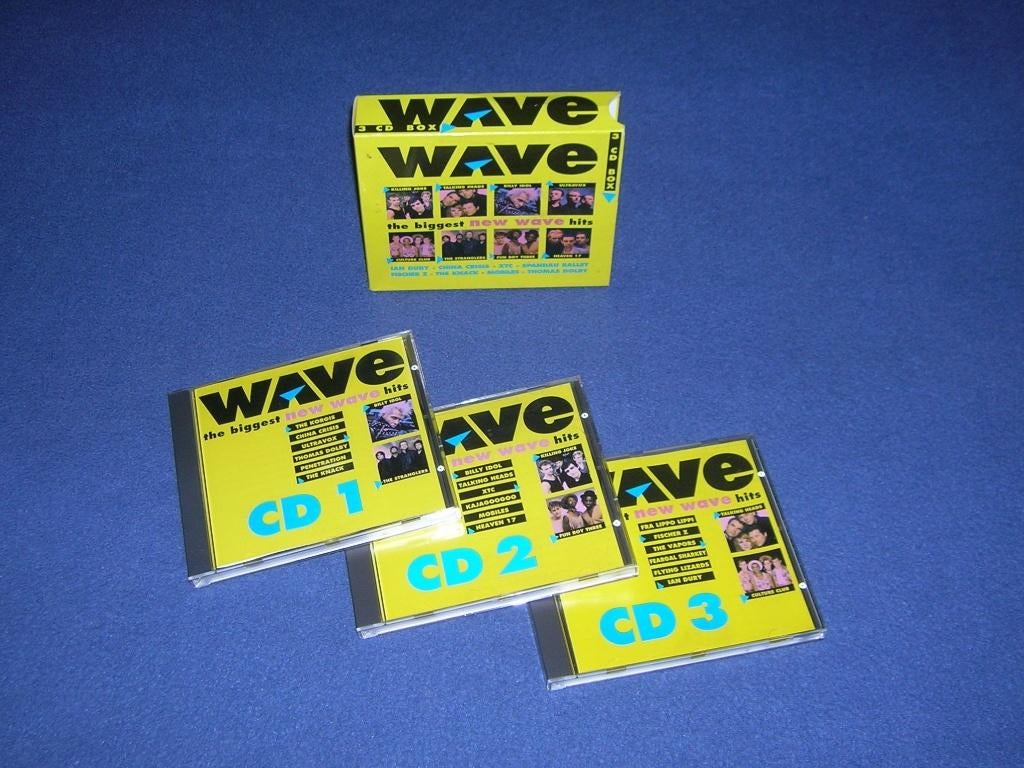 WAVE
3 CD BOX
WAVE
3 CD BOX
KILLING JOKE TALKING HEADS BILLY IDOL ULTRAVOX
the biggest new wave hits
CULTURE CLUB THE STRANGLERS FUN BOY THREE HEAVEN 17
IAN DURY - CHINA CRISIS - XTC - SPANDAU BALLET
FISCHER Z - THE KNACK - MOBILES - THOMAS DOLBY
WAVE
the biggest new wave hits
THE KORGIS
CHINA CRISIS
ULTRAVOX
THOMAS DOLBY
PENETRATION
THE KNACK
BILLY IDOL
THE STRANGLERS
CD 1
AVE
new wave hits
BILLY IDOL
TALKING HEADS
XTC
KAJAGOOGOO
MOBILES
HEAVEN 17
KILLING JOKE
FUN BOY THREE
CD 2
AVE
t new wave hits
FRA LIPPO LIPPI
FISCHER Z
THE VAPORS
FEARGAL SHARKEY
FLYING LIZARDS
IAN DURY
TALKING HEADS
CULTURE CLUB
CD 3